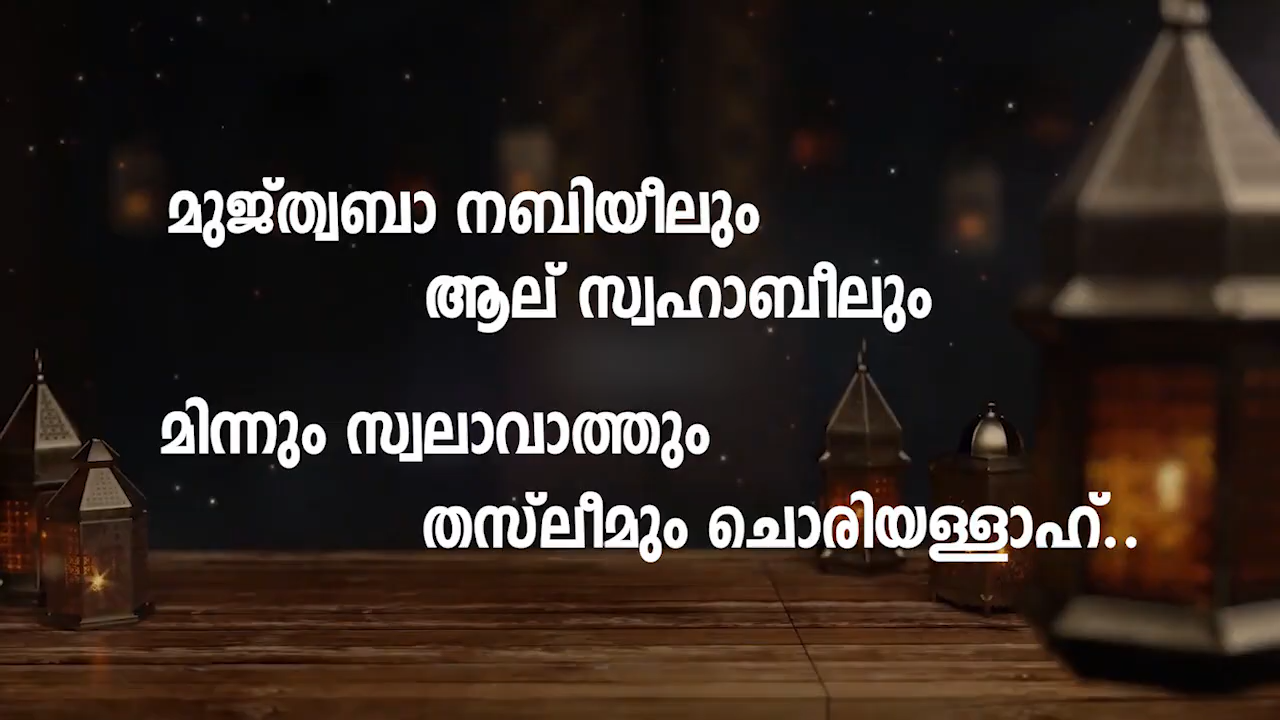 മുജ്ത്വബാ നബിയീലും
ആല് സ്വഹാബീലും
മിന്നും സ്വലാവാത്തും
തസ്‌ലീമും ചൊരിയള്ളാഹ്..